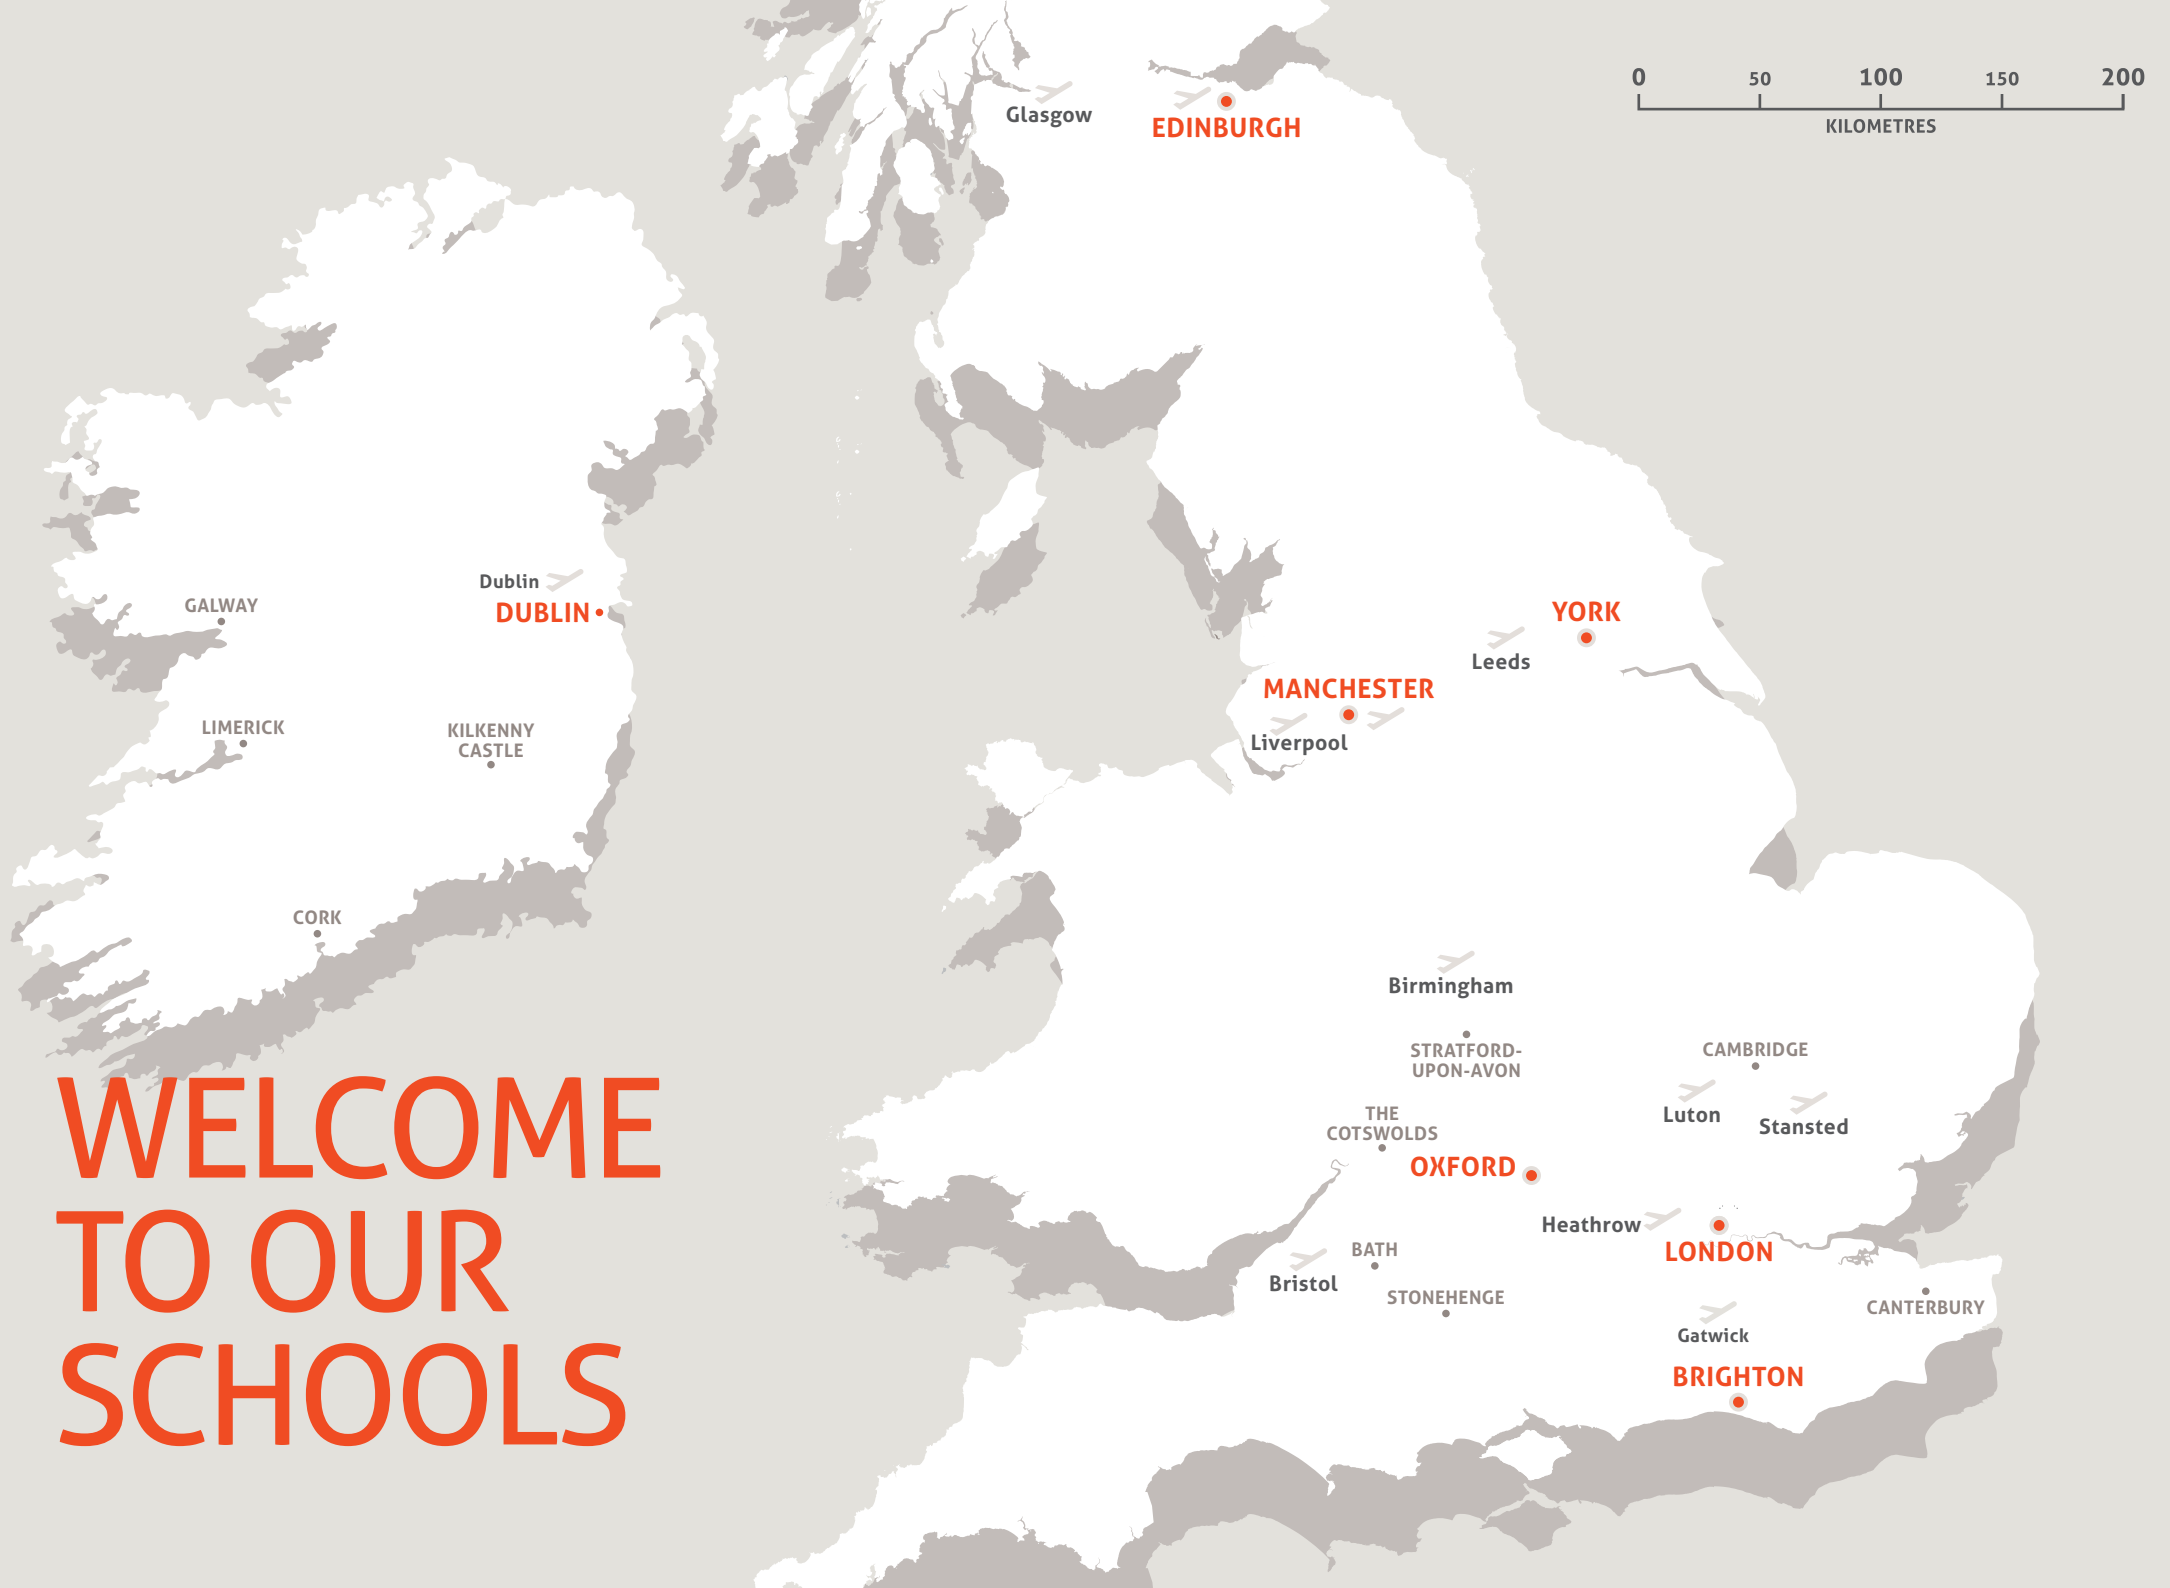 0 50 100 150 200
KILOMETRES
Glasgow
EDINBURGH
Dublin
DUBLIN
GALWAY
LIMERICK
KILKENNY
CASTLE
CORK
YORK
Leeds
MANCHESTER
Liverpool
Birmingham
STRATFORD-
UPON-AVON
CAMBRIDGE
Luton
Stansted
THE
COTSWOLDS
OXFORD
Heathrow
LONDON
BATH
Bristol
STONEHENGE
CANTERBURY
Gatwick
BRIGHTON
WELCOME
TO OUR
SCHOOLS